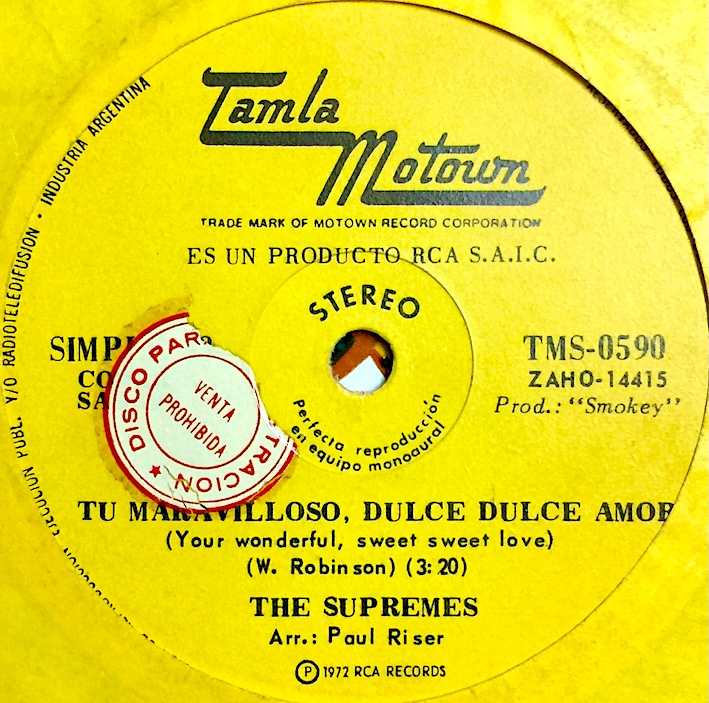 Tamla
Motown
TRADE MARK OF MOTOWN RECORD CORPORATION
ES UN PRODUCTO RCA S.A.I.C.
INDUSTRIA ARGENTINA
Y/O RADIOTELEDIFUSION ·
PUBL.
STEREO
Perfecta reproducción
en equipo monoaural
TMS-0590
ZAHO-14415
Prod.: “Smokey”
DISCO PARA
TRACION
VENTA
PROHIBIDA
TU MARAVILLOSO, DULCE DULCE AMOR
(Your wonderful, sweet sweet love)
(W. Robinson) (3:20)
THE SUPREMES
Arr.: Paul Riser
Ⓟ 1972 RCA RECORDS